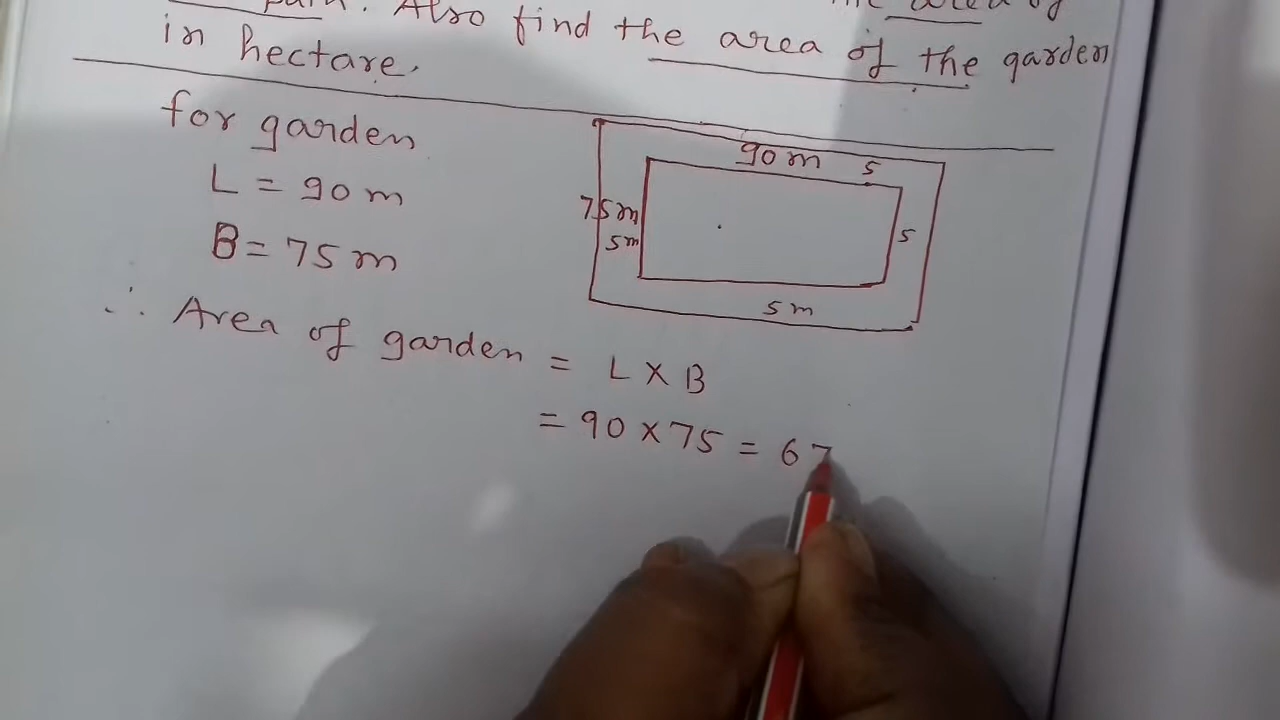 path. Also find the area of the garden
in hectare.
for garden
L = 90 m
B = 75 m
90 m 5
75 m
5 m
5
5 m
∴ Area of garden = L × B
= 90 × 75 = 67